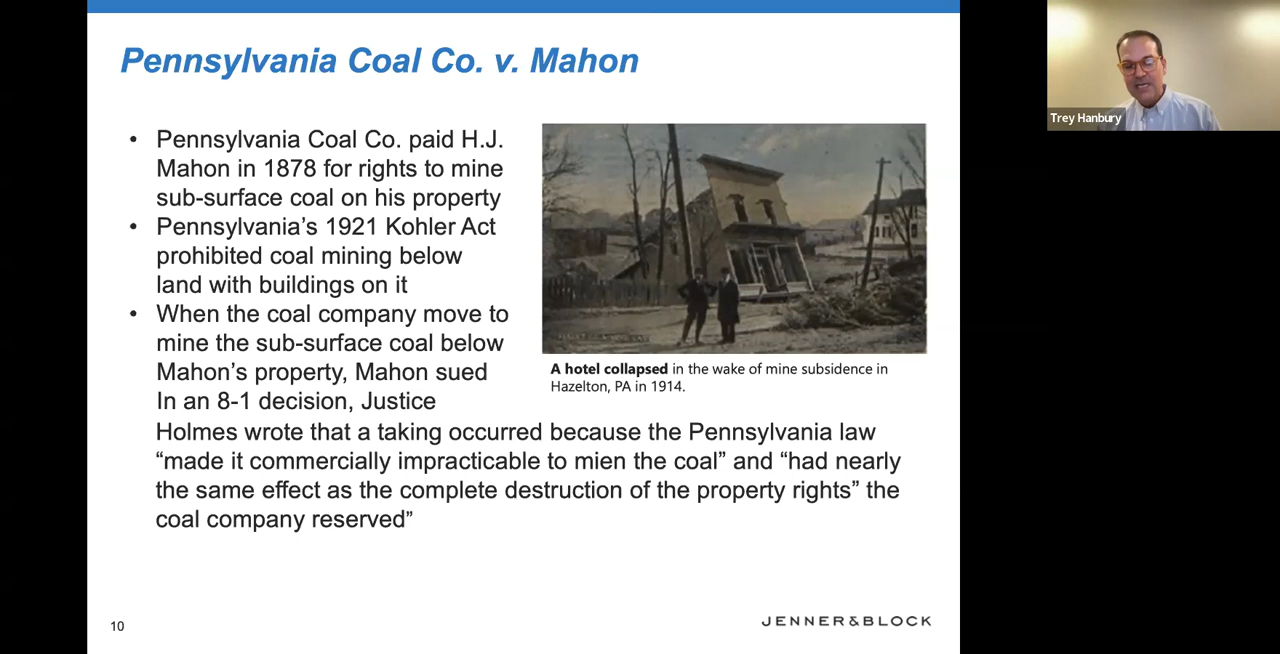 Pennsylvania Coal Co. v. Mahon
• Pennsylvania Coal Co. paid H.J.
Mahon in 1878 for rights to mine
sub-surface coal on his property
• Pennsylvania’s 1921 Kohler Act
prohibited coal mining below
land with buildings on it
• When the coal company move to
mine the sub-surface coal below
Mahon’s property, Mahon sued
In an 8-1 decision, Justice
Holmes wrote that a taking occurred because the Pennsylvania law
“made it commercially impracticable to mien the coal” and “had nearly
the same effect as the complete destruction of the property rights” the
coal company reserved”
A hotel collapsed in the wake of mine subsidence in
Hazelton, PA in 1914.
10
JENNER&BLOCK
Trey Hanbury